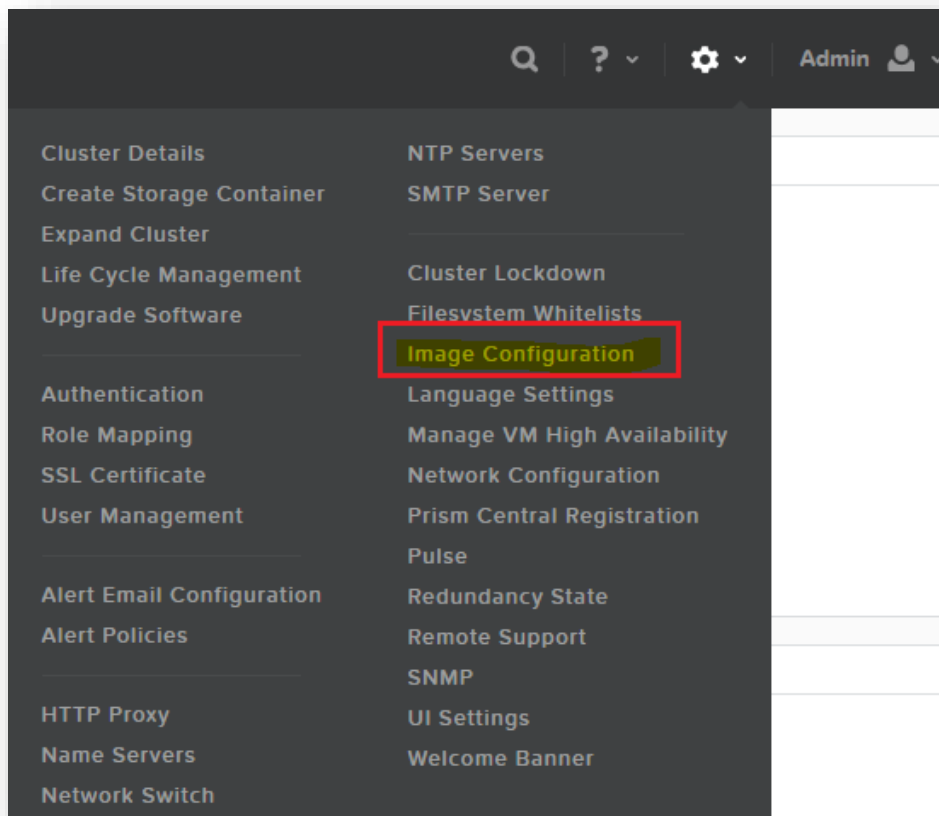 ? Admin
Cluster Details
Create Storage Container
Expand Cluster
Life Cycle Management
Upgrade Software
Authentication
Role Mapping
SSL Certificate
User Management
Alert Email Configuration
Alert Policies
HTTP Proxy
Name Servers
Network Switch
NTP Servers
SMTP Server
Cluster Lockdown
Filesystem Whitelists
Image Configuration
Language Settings
Manage VM High Availability
Network Configuration
Prism Central Registration
Pulse
Redundancy State
Remote Support
SNMP
UI Settings
Welcome Banner